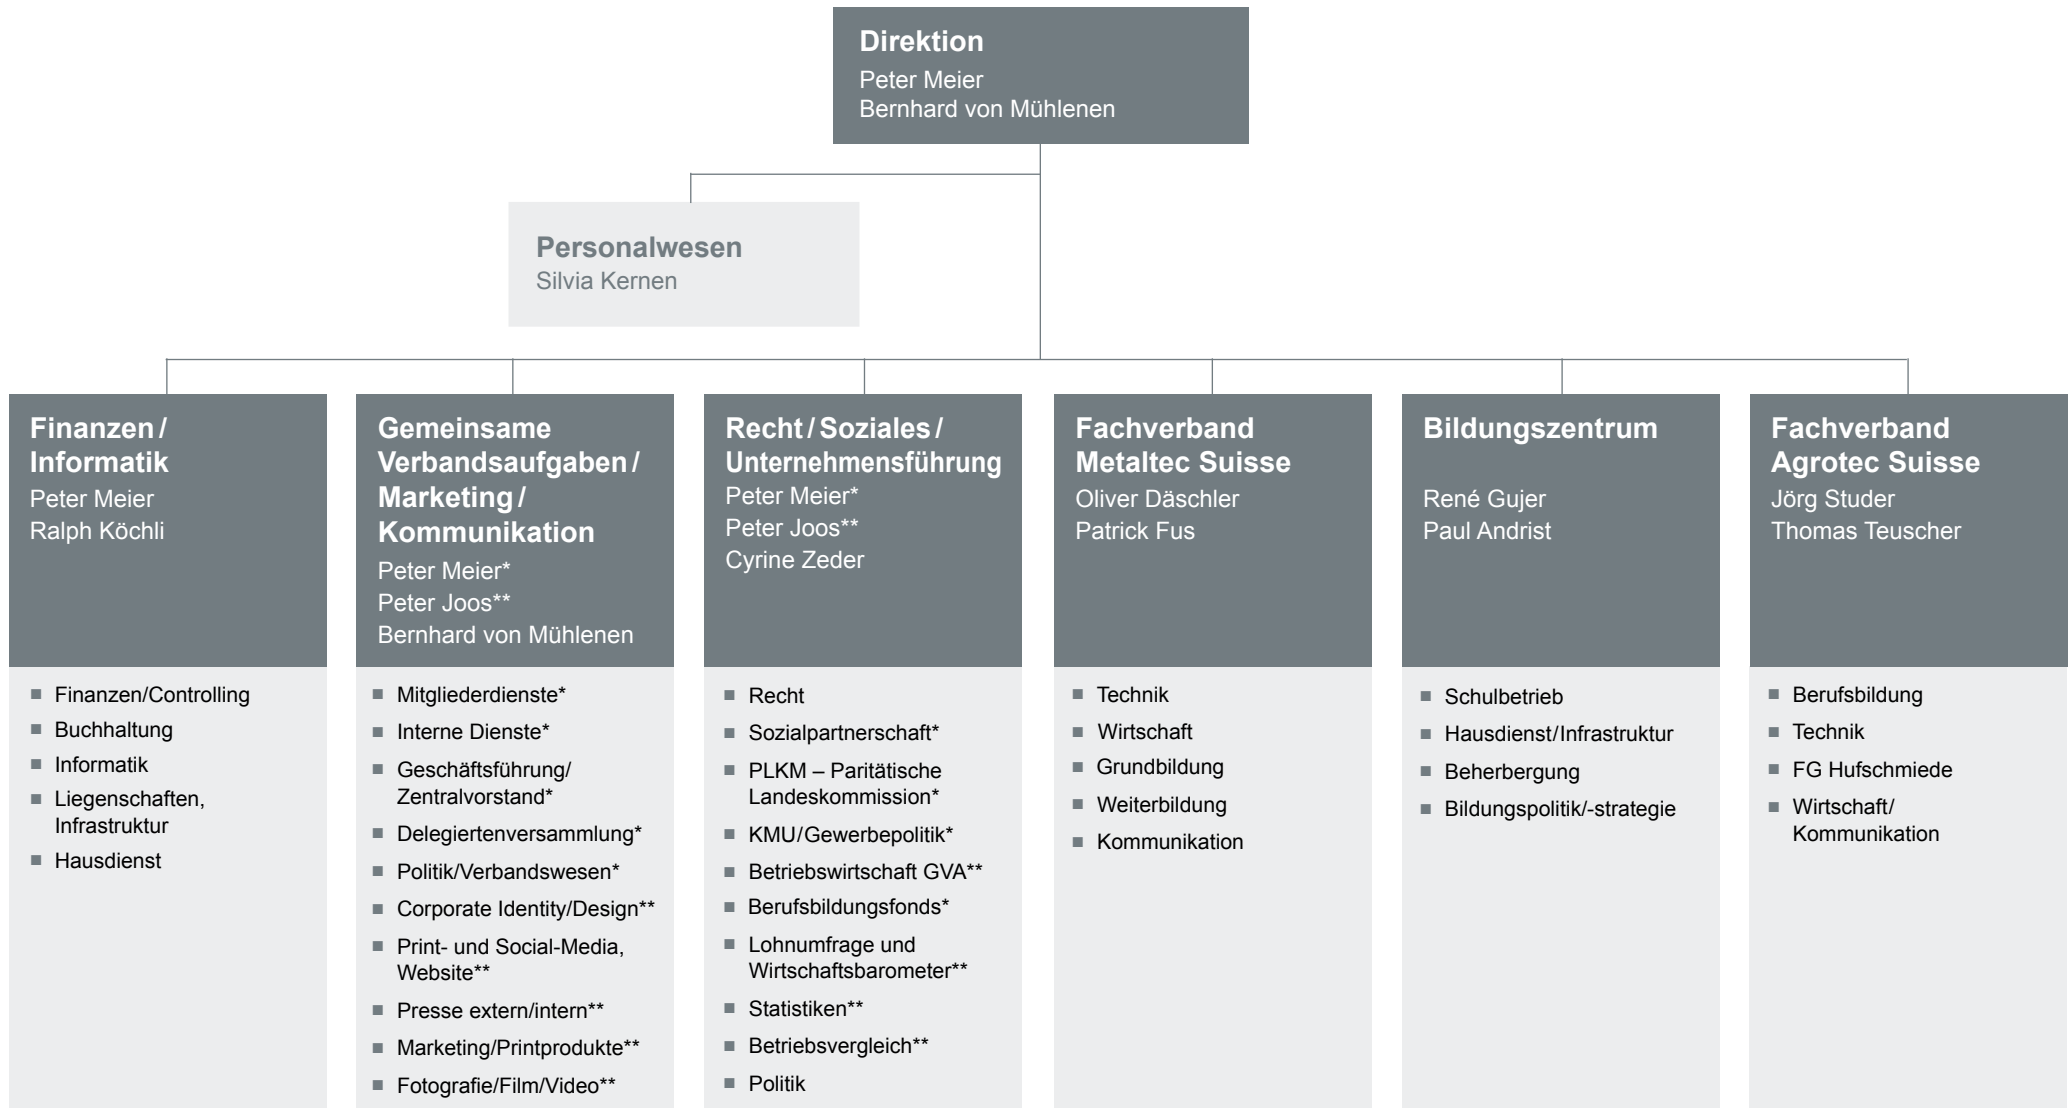 Direktion
Peter Meier
Bernhard von Mühlenen
Personalwesen
Silvia Kernen
Finanzen /
Informatik
Peter Meier
Ralph Köchli
Finanzen/Controlling
Buchhaltung
Informatik
Liegenschaften,
Infrastruktur
Hausdienst
Gemeinsame
Verbandsaufgaben /
Marketing /
Kommunikation
Peter Meier*
Peter Joos**
Bernhard von Mühlenen
Mitgliederdienste*
Interne Dienste*
Geschäftsführung/
Zentralvorstand*
Delegiertenversammlung*
Politik/Verbandswesen*
Corporate Identity/Design**
Print- und Social-Media,
Website**
Presse extern/intern**
Marketing/Printprodukte**
Fotografie/Film/Video**
Recht / Soziales /
Unternehmensführung
Peter Meier*
Peter Joos**
Cyrine Zeder
Recht
Sozialpartnerschaft*
PLKM – Paritätische
Landeskommission*
KMU/Gewerbepolitik*
Betriebswirtschaft GVA**
Berufsbildungsfonds*
Lohnumfrage und
Wirtschaftsbarometer**
Statistiken**
Betriebsvergleich**
Politik
Fachverband
Metaltec Suisse
Oliver Däschler
Patrick Fus
Technik
Wirtschaft
Grundbildung
Weiterbildung
Kommunikation
Bildungszentrum
René Gujer
Paul Andrist
Schulbetrieb
Hausdienst/Infrastruktur
Beherbergung
Bildungspolitik/-strategie
Fachverband
Agrotec Suisse
Jörg Studer
Thomas Teuscher
Berufsbildung
Technik
FG Hufschmiede
Wirtschaft/
Kommunikation